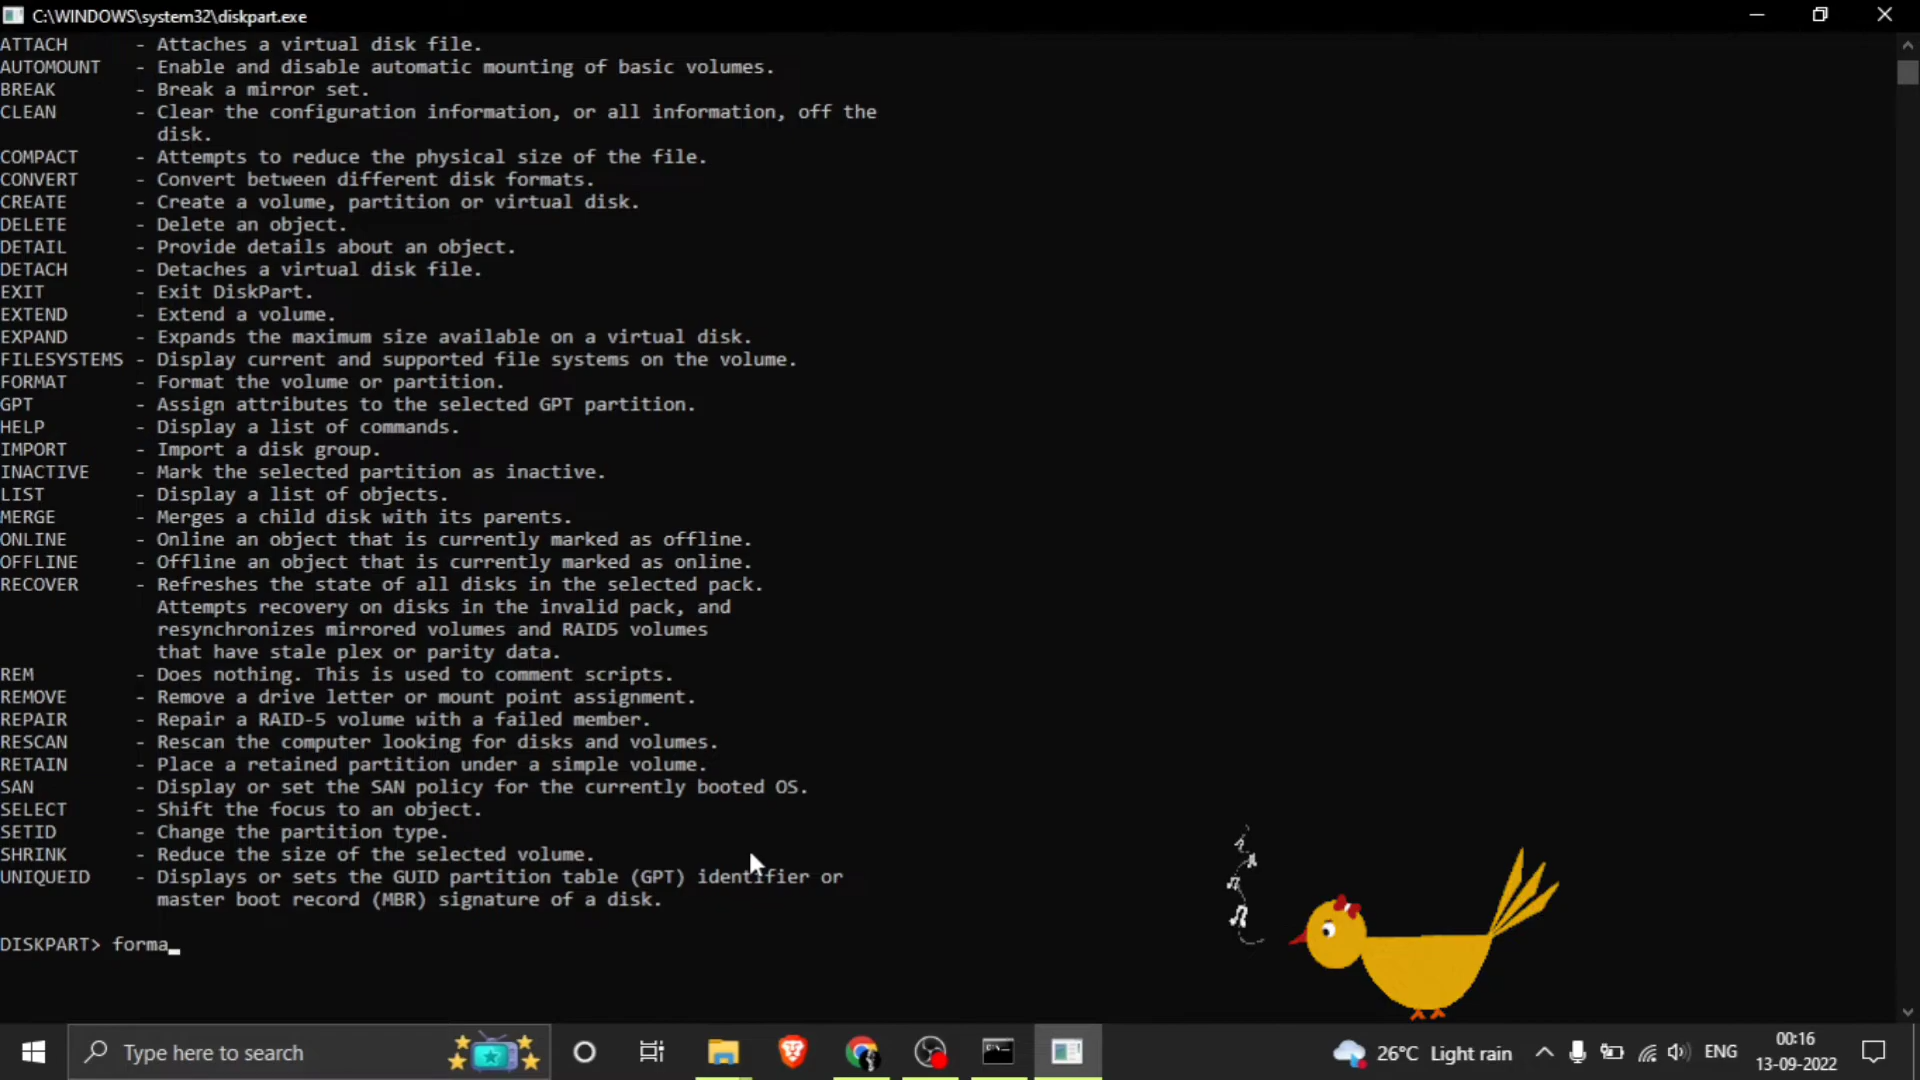 C:\WINDOWS\system32\diskpart.exe
ATTACH - Attaches a virtual disk file.
AUTOMOUNT - Enable and disable automatic mounting of basic volumes.
BREAK - Break a mirror set.
CLEAN - Clear the configuration information, or all information, off the
disk.
COMPACT - Attempts to reduce the physical size of the file.
CONVERT - Convert between different disk formats.
CREATE - Create a volume, partition or virtual disk.
DELETE - Delete an object.
DETAIL - Provide details about an object.
DETACH - Detaches a virtual disk file.
EXIT - Exit DiskPart.
EXTEND - Extend a volume.
EXPAND - Expands the maximum size available on a virtual disk.
FILESYSTEMS - Display current and supported file systems on the volume.
FORMAT - Format the volume or partition.
GPT - Assign attributes to the selected GPT partition.
HELP - Display a list of commands.
IMPORT - Import a disk group.
INACTIVE - Mark the selected partition as inactive.
LIST - Display a list of objects.
MERGE - Merges a child disk with its parents.
ONLINE - Online an object that is currently marked as offline.
OFFLINE - Offline an object that is currently marked as online.
RECOVER - Refreshes the state of all disks in the selected pack.
Attempts recovery on disks in the invalid pack, and
resynchronizes mirrored volumes and RAID5 volumes
that have stale plex or parity data.
REM - Does nothing. This is used to comment scripts.
REMOVE - Remove a drive letter or mount point assignment.
REPAIR - Repair a RAID-5 volume with a failed member.
RESCAN - Rescan the computer looking for disks and volumes.
RETAIN - Place a retained partition under a simple volume.
SAN - Display or set the SAN policy for the currently booted OS.
SELECT - Shift the focus to an object.
SETID - Change the partition type.
SHRINK - Reduce the size of the selected volume.
UNIQUEID - Displays or sets the GUID partition table (GPT) identifier or
master boot record (MBR) signature of a disk.
DISKPART> forma_
Type here to search
26°C Light rain
ENG
00:16
13-09-2022